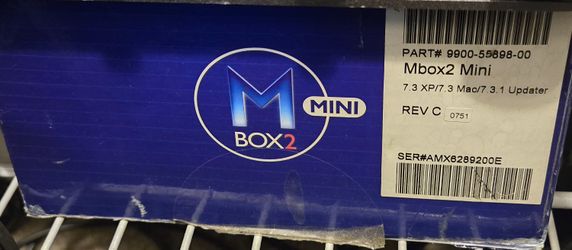 M
MINI
BOX2
PART# 9900-55698-00
Mbox2 Mini
7.3 XP/7.3 Mac/7.3.1 Updater
REV C 0751
SER#AMX6289200E